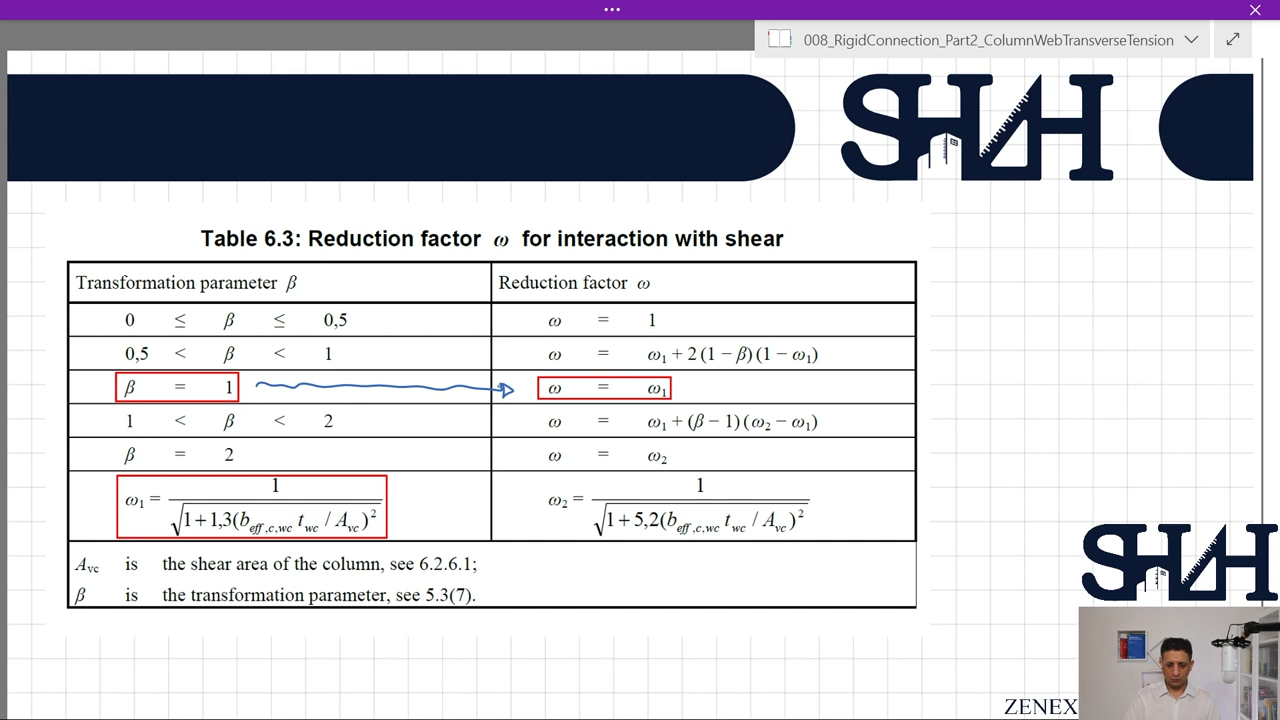 008_RigidConnection_Part2_ColumnWebTransverseTension
SHAH
Table 6.3: Reduction factor ω for interaction with shear
Transformation parameter β Reduction factor ω
0 ≤ β ≤ 0,5 ω = 1
0,5 < β < 1 ω = ω₁ + 2 (1 − β) (1 − ω₁)
β = 1 ω = ω₁
1 < β < 2 ω = ω₁ + (β − 1) (ω₂ − ω₁)
β = 2 ω = ω₂
ω₁ = 1 / √(1 + 1,3(b_eff,c,wc t_wc / A_vc)²) ω₂ = 1 / √(1 + 5,2(b_eff,c,wc t_wc / A_vc)²)
A_vc is the shear area of the column, see 6.2.6.1;
β is the transformation parameter, see 5.3(7).
SHAH
ZENEX